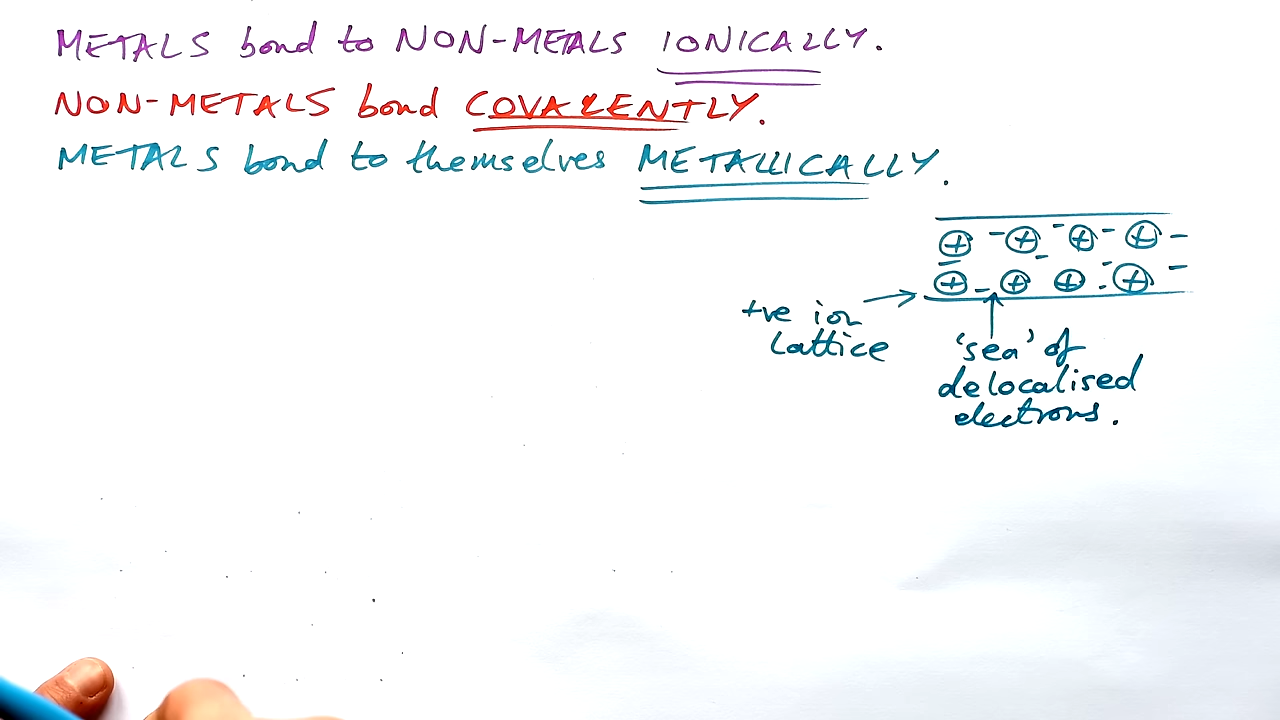 METALS bond to NON-METALS IONICALLY.
NON-METALS bond COVALENTLY.
METALS bond to themselves METALLICALLY.
+ - + - + - + -
- - -
+ - + + - + -
+ve ion
lattice
'sea' of
delocalised
electrons.